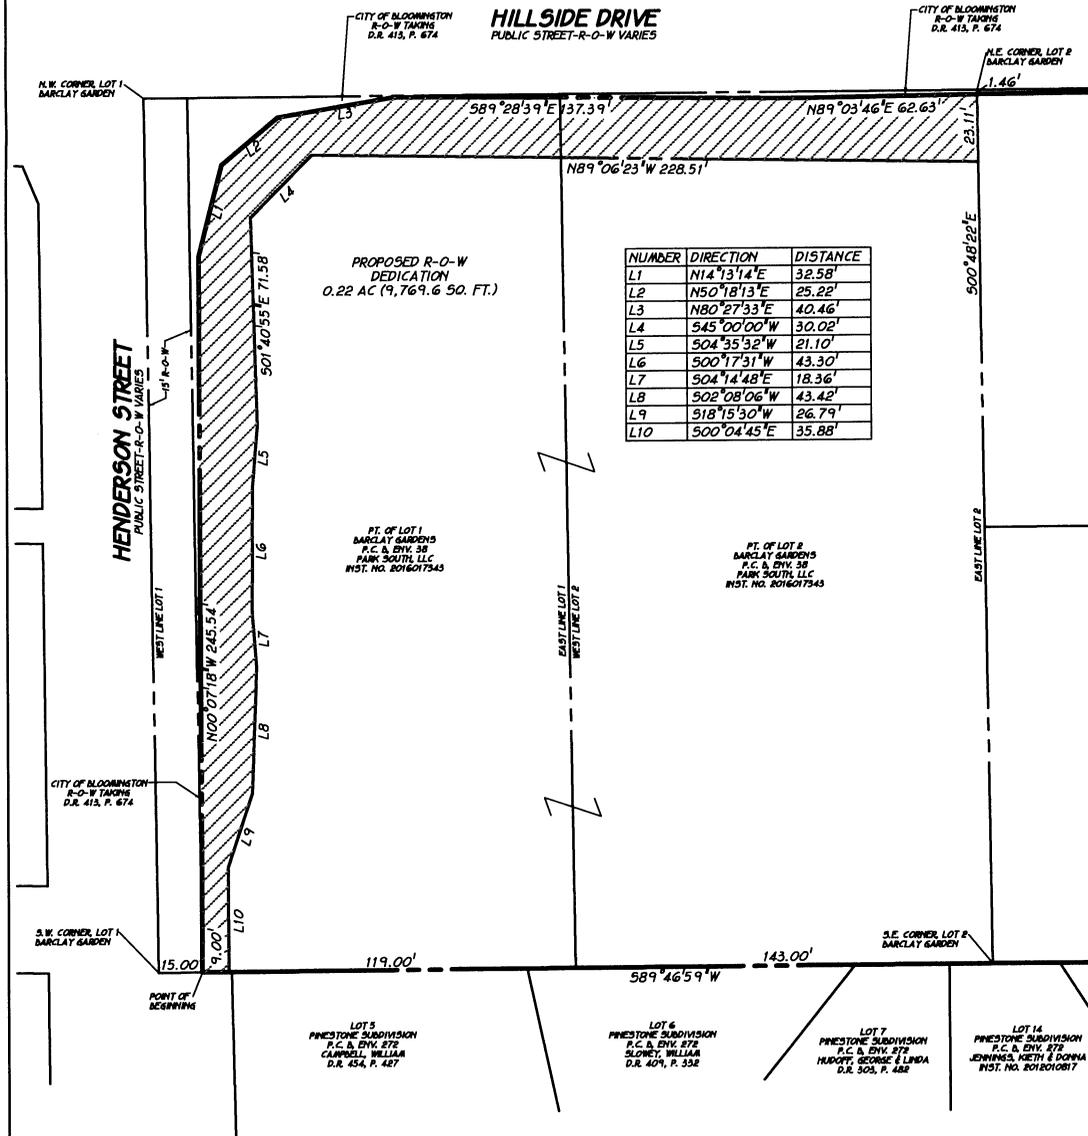 CITY OF BLOOMINGTON
R-O-W TAKING
D.R. 413, P. 674
HILLSIDE DRIVE
PUBLIC STREET-R-O-W VARIES
CITY OF BLOOMINGTON
R-O-W TAKING
D.R. 413, P. 674
N.W. CORNER, LOT 1
BARCLAY GARDEN
N.E. CORNER, LOT 2
BARCLAY GARDEN
1.46'
L3
S89°28'39"E 137.39'
N89°03'46"E 62.63'
23.11'
L2
N89°06'23"W 228.51'
L4
L1
S00°48'22"E
PROPOSED R-O-W
DEDICATION
0.22 AC (9,769.6 SQ. FT.)
S01°40'55"E 71.58'
NUMBER DIRECTION DISTANCE
L1 N14°13'14"E 32.58'
L2 N50°18'13"E 25.22'
L3 N80°27'33"E 40.46'
L4 S45°00'00"W 30.02'
L5 S04°35'32"W 21.10'
L6 S00°17'31"W 43.30'
L7 S04°14'48"E 18.36'
L8 S02°08'06"W 43.42'
L9 S18°15'30"W 26.79'
L10 S00°04'45"E 35.88'
HENDERSON STREET
PUBLIC STREET-R-O-W VARIES
15' R-O-W
L5
L6
PT. OF LOT 1
BARCLAY GARDENS
P.C. B, ENV. 38
PARK SOUTH, LLC
INST. NO. 2016017343
PT. OF LOT 2
BARCLAY GARDENS
P.C. B, ENV. 38
PARK SOUTH, LLC
INST. NO. 2016017343
EAST LINE LOT 2
WEST LINE LOT 1
EAST LINE LOT 1
WEST LINE LOT 2
L7
N00°07'18"W 245.54'
L8
CITY OF BLOOMINGTON
R-O-W TAKING
D.R. 413, P. 674
L9
L10
S.W. CORNER, LOT 1
BARCLAY GARDEN
S.E. CORNER, LOT 2
BARCLAY GARDEN
15.00'
9.00'
119.00'
143.00'
S89°46'59"W
POINT OF
BEGINNING
LOT 5
PINESTONE SUBDIVISION
P.C. B, ENV. 272
CAMPBELL, WILLIAM
D.R. 454, P. 427
LOT 6
PINESTONE SUBDIVISION
P.C. B, ENV. 272
SLOWEY, WILLIAM
D.R. 409, P. 332
LOT 7
PINESTONE SUBDIVISION
P.C. B, ENV. 272
HUDOFF, GEORGE & LINDA
D.R. 303, P. 482
LOT 14
PINESTONE SUBDIVISION
P.C. B, ENV. 272
JENNINGS, KIETH & DONNA
INST. NO. 2012010817